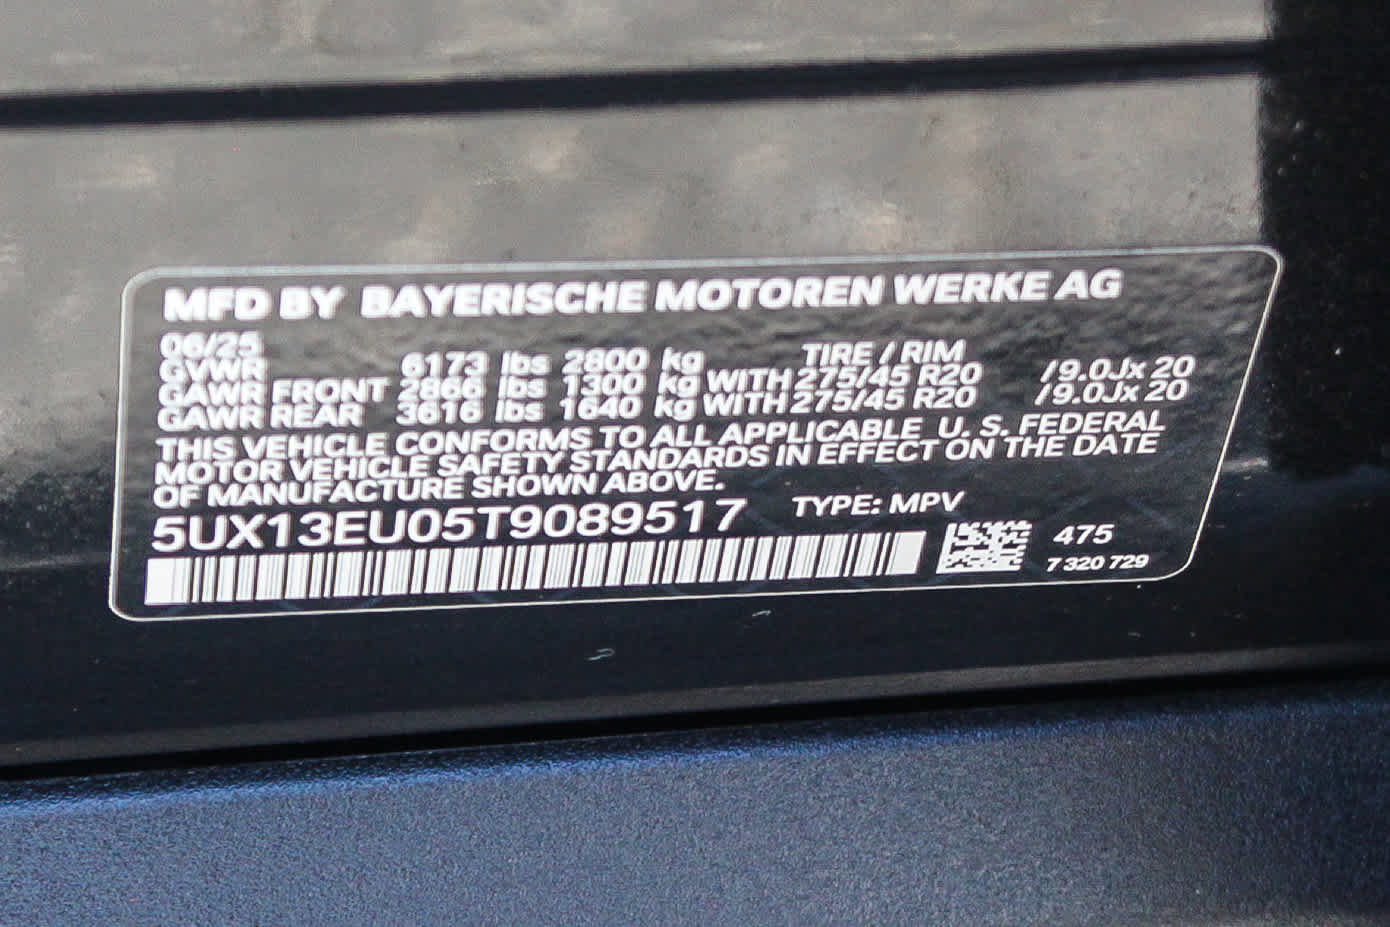 MFD BY BAYERISCHE MOTOREN WERKE AG
06/25
GVWR 6173 lbs 2800 kg TIRE / RIM
GAWR FRONT 2866 lbs 1300 kg WITH 275/45 R20 /9.0Jx 20
GAWR REAR 3616 lbs 1640 kg WITH 275/45 R20 /9.0Jx 20
THIS VEHICLE CONFORMS TO ALL APPLICABLE U. S. FEDERAL
MOTOR VEHICLE SAFETY STANDARDS IN EFFECT ON THE DATE
OF MANUFACTURE SHOWN ABOVE.
5UX13EU05T9089517 TYPE: MPV
475
7 320 729